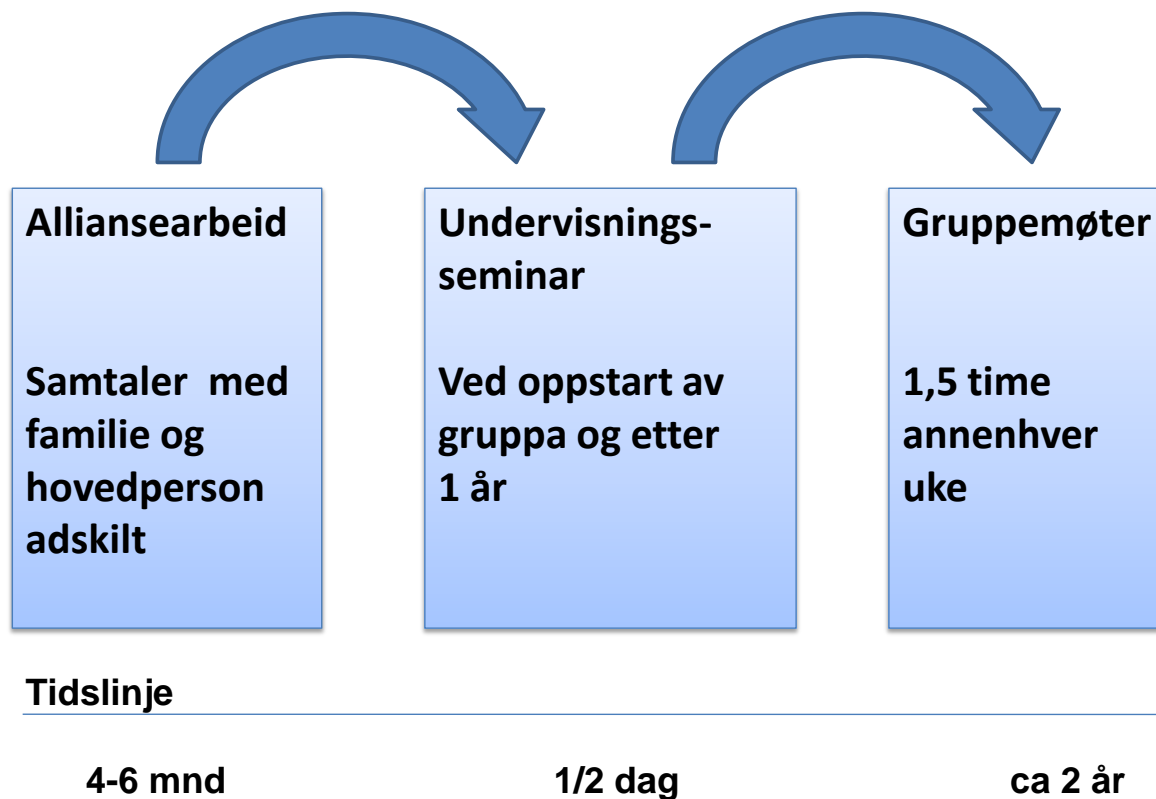 Alliansearbeid
Samtaler med
familie og
hovedperson
adskilt
Undervisnings-
seminar
Ved oppstart av
gruppa og etter
1 år
Gruppemøter
1,5 time
annenhver
uke
Tidslinje
4-6 mnd
1/2 dag
ca 2 år